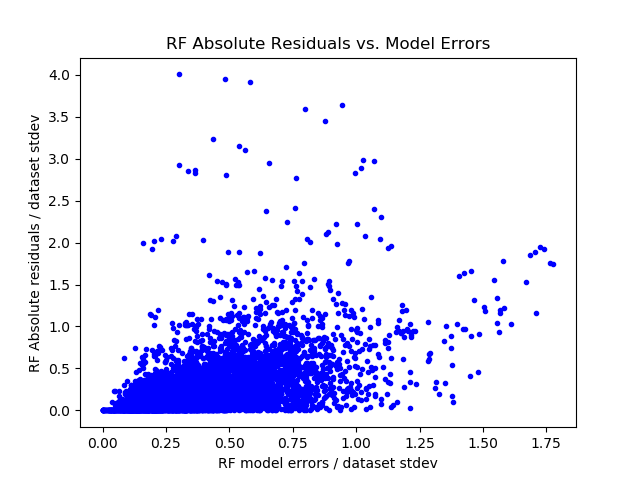 RF Absolute Residuals vs. Model Errors
RF Absolute residuals / dataset stdev
4.0
3.5
3.0
2.5
2.0
1.5
1.0
0.5
0.0
0.00 0.25 0.50 0.75 1.00 1.25 1.50 1.75
RF model errors / dataset stdev